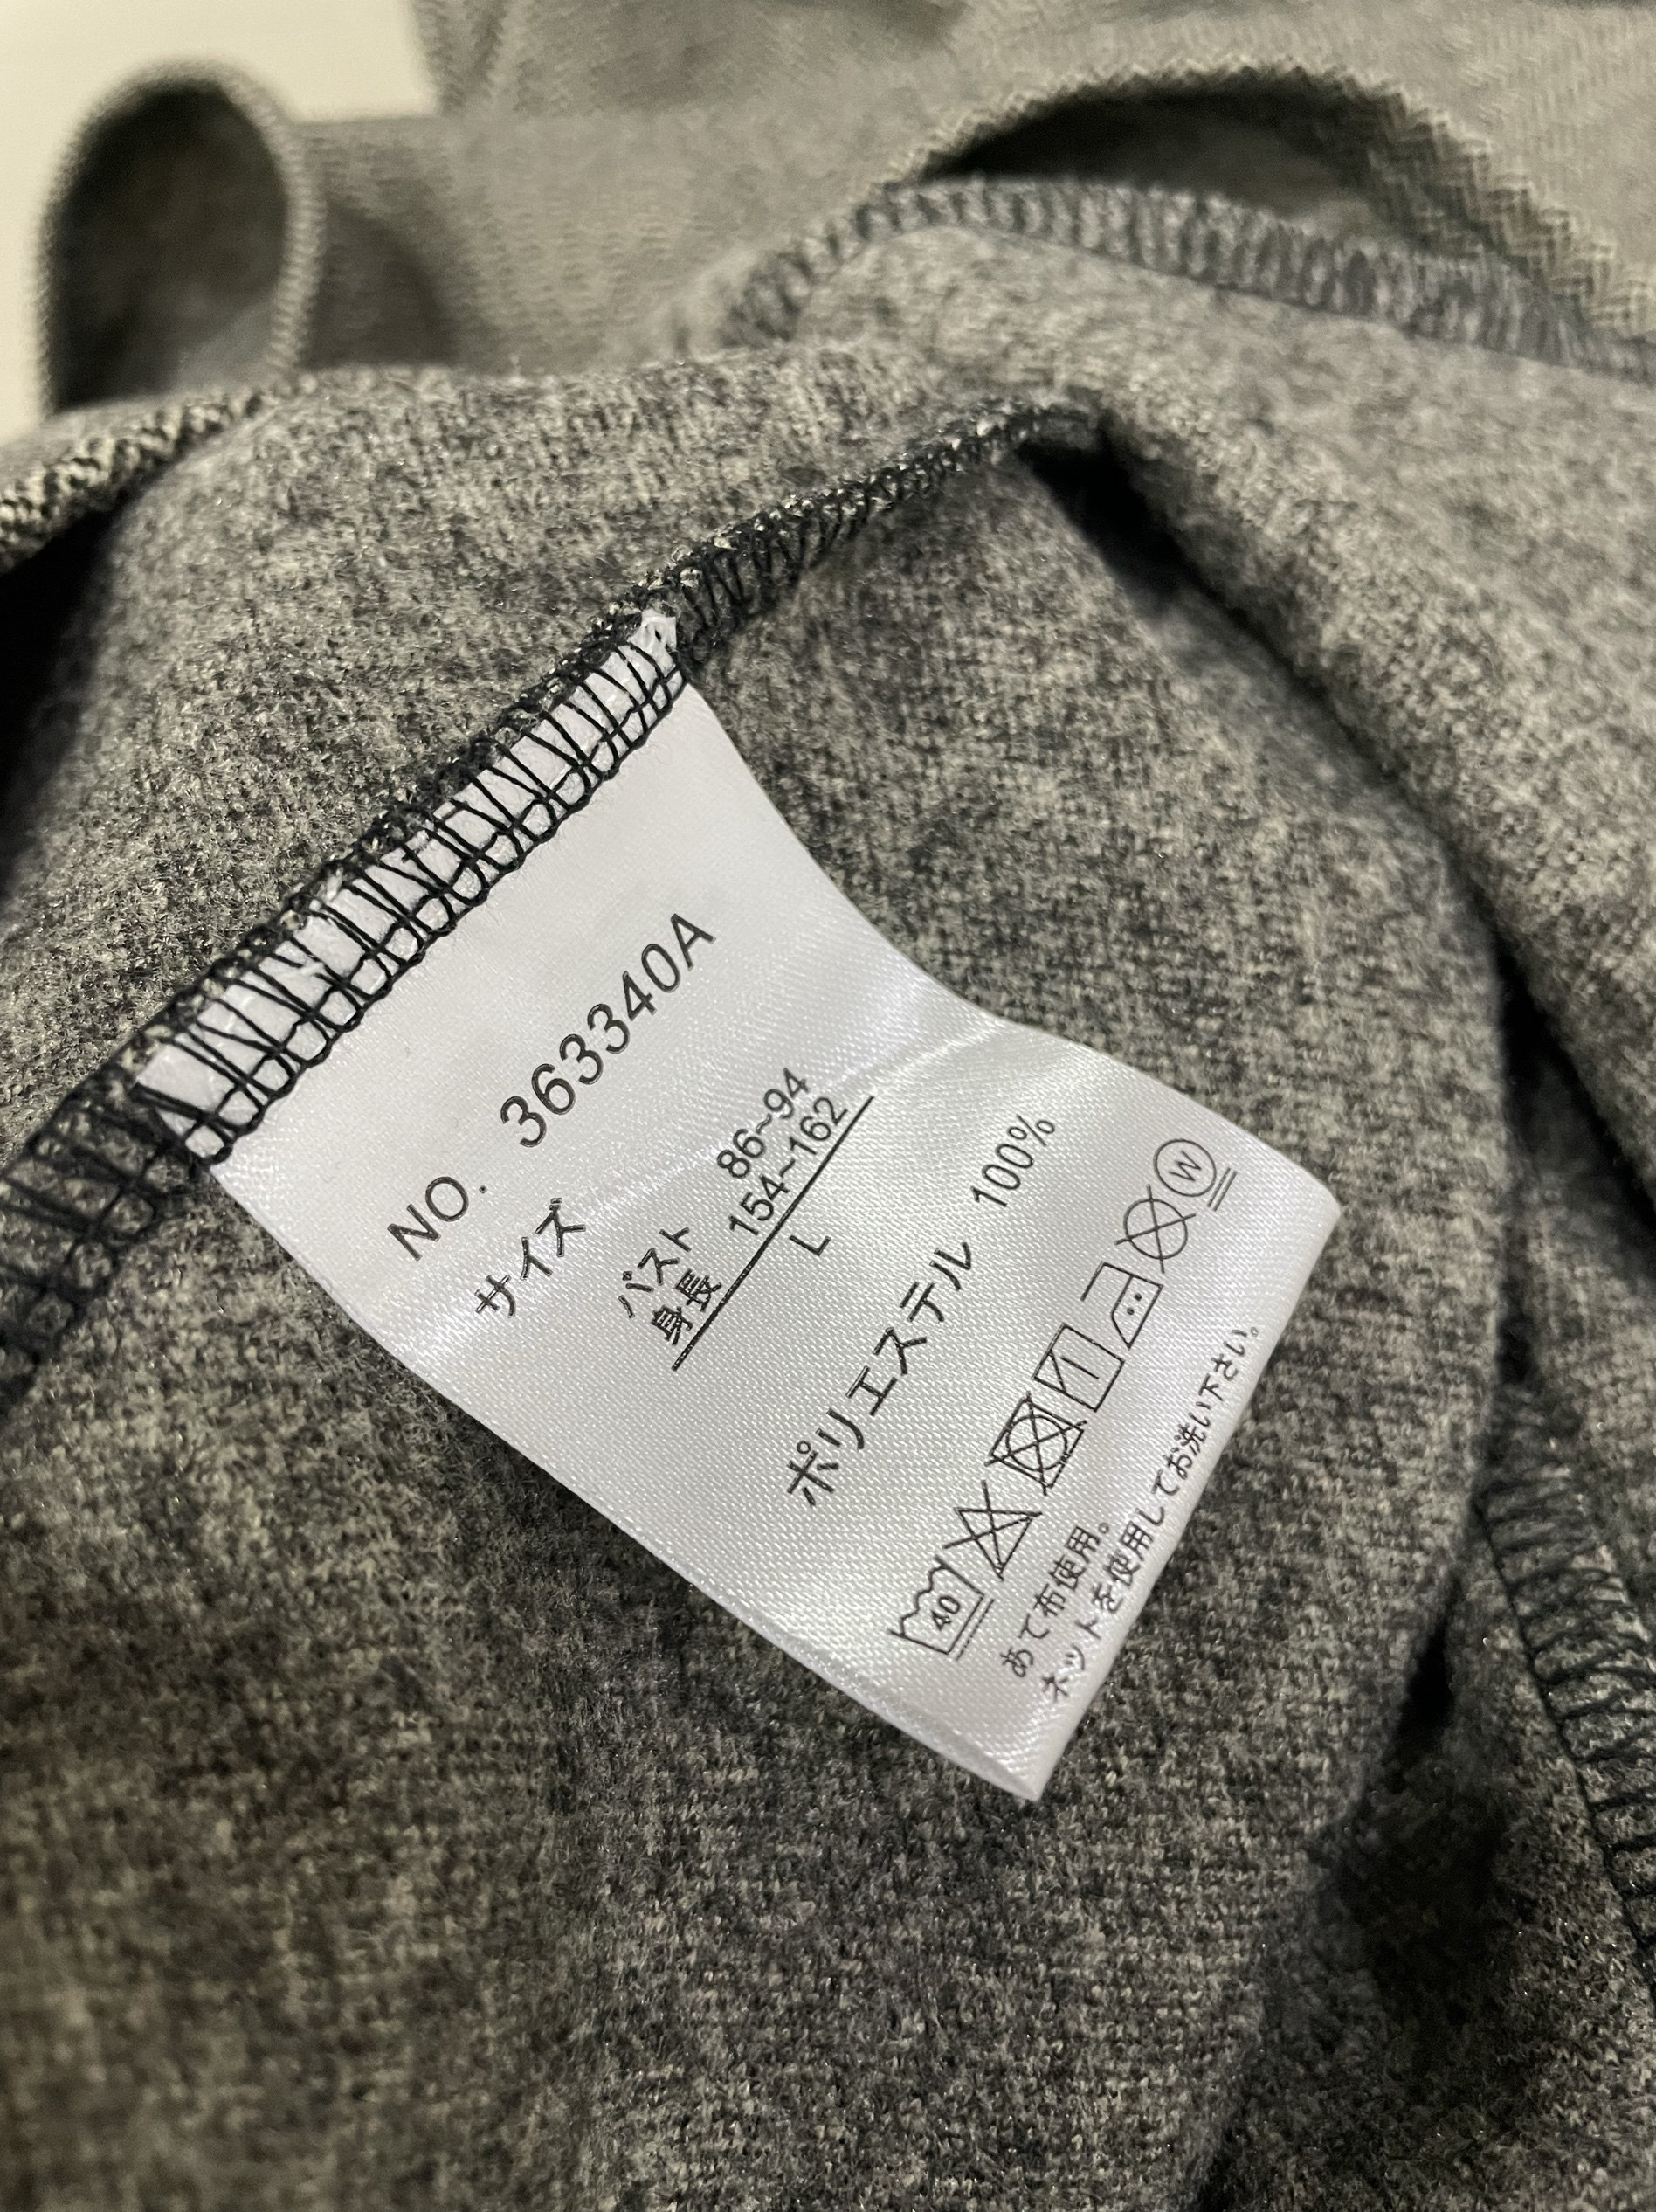 NO. 363340A
サイズ
バスト 86~94
身長 154~162
L
ポリエステル 100%
40
W
あて布使用。
ネットを使用してお洗い下さい。